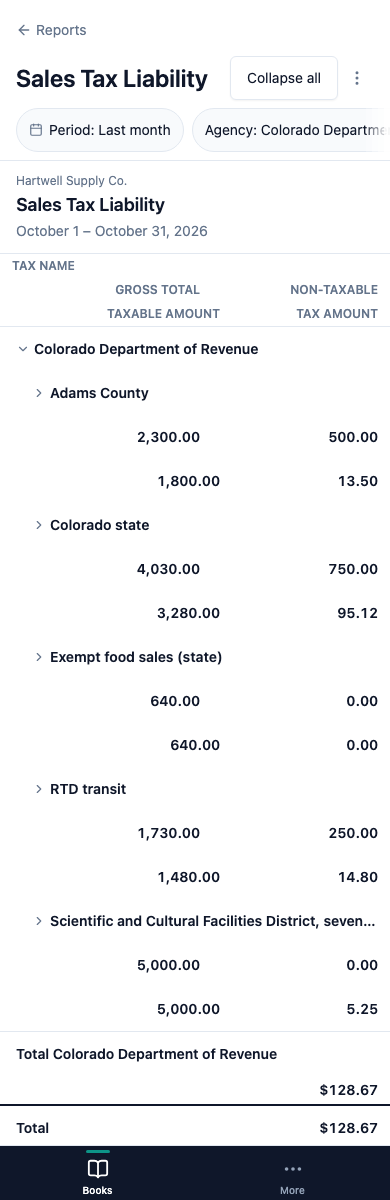 Reports
Sales Tax Liability
Collapse all
Period: Last month
Agency: Colorado Departme
Hartwell Supply Co.
Sales Tax Liability
October 1 – October 31, 2026
TAX NAME
GROSS TOTAL NON-TAXABLE
TAXABLE AMOUNT TAX AMOUNT
Colorado Department of Revenue
Adams County
2,300.00 500.00
1,800.00 13.50
Colorado state
4,030.00 750.00
3,280.00 95.12
Exempt food sales (state)
640.00 0.00
640.00 0.00
RTD transit
1,730.00 250.00
1,480.00 14.80
Scientific and Cultural Facilities District, seven...
5,000.00 0.00
5,000.00 5.25
Total Colorado Department of Revenue
$128.67
Total $128.67
Books More